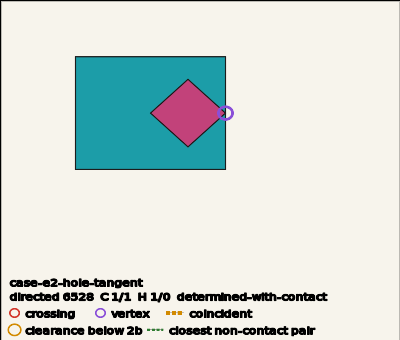 case-e2-hole-tangent
directed 6528 C 1/1 H 1/0 determined-with-contact
crossing vertex coincident
clearance below 2b closest non-contact pair